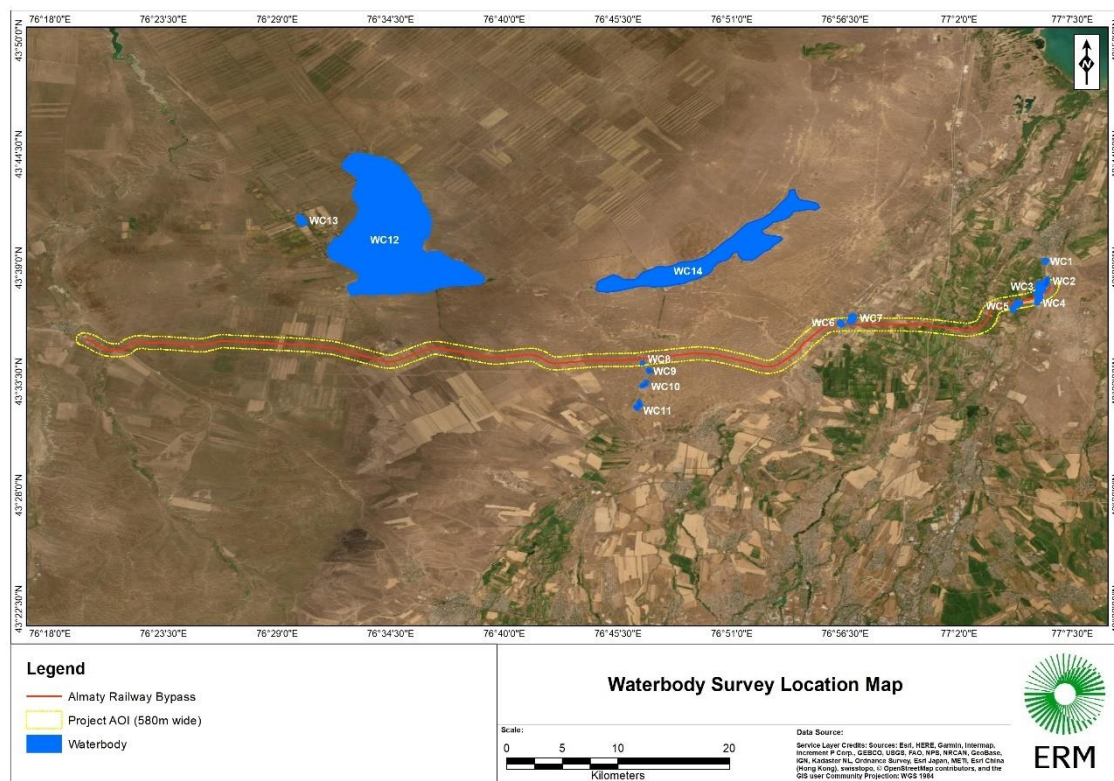 76°18'0"E 76°23'30"E 76°29'0"E 76°34'30"E 76°40'0"E 76°45'30"E 76°51'0"E 76°56'30"E 77°2'0"E 77°7'30"E
43°50'0"N
43°44'30"N
43°39'0"N
43°33'30"N
43°28'0"N
43°22'30"N
N
WC13
WC12
WC14
WC1
WC2
WC3
WC4
WC5
WC6
WC7
WC8
WC9
WC10
WC11
76°18'0"E 76°23'30"E 76°29'0"E 76°34'30"E 76°40'0"E 76°45'30"E 76°51'0"E 76°56'30"E 77°2'0"E 77°7'30"E
Legend
Almaty Railway Bypass
Project AOI (580m wide)
Waterbody
Waterbody Survey Location Map
Scale:
0 5 10 20
Kilometers
Data Source:
Service Layer Credits: Sources: Esri, HERE, Garmin, Intermap,
increment P Corp., GEBCO, USGS, FAO, NPS, NRCAN, GeoBase,
IGN, Kadaster NL, Ordnance Survey, Esri Japan, METI, Esri China
(Hong Kong), swisstopo, © OpenStreetMap contributors, and the
GIS user Community Projection: WGS 1984
ERM